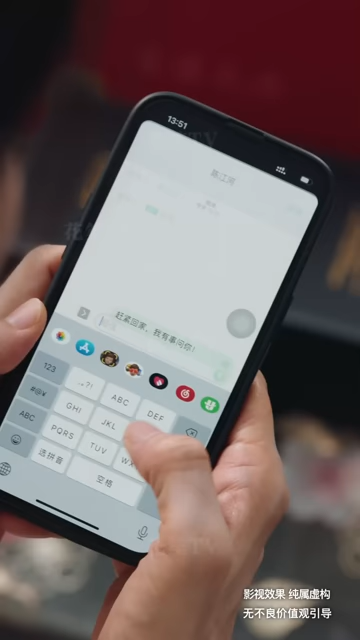 13:51
陈江河
赶紧回家，我有事问你！
123
.,?!
ABC
DEF
#@¥
GHI
JKL
ABC
PQRS
TUV
选拼音
空格
影视效果 纯属虚构
无不良价值观引导